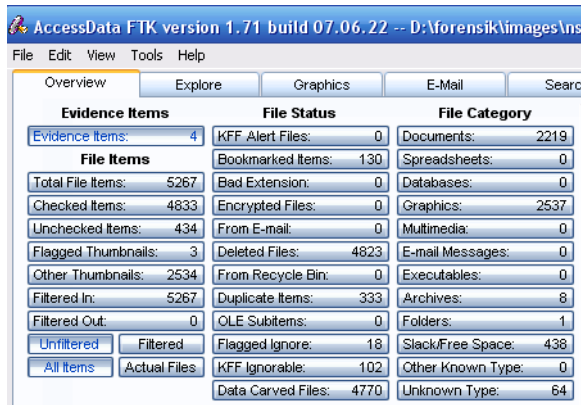 AccessData FTK version 1.71 build 07.06.22 -- D:\forensik\images\ns
File Edit View Tools Help
Overview Explore Graphics E-Mail Searc
Evidence Items
Evidence Items: 4
File Items
Total File Items: 5267
Checked Items: 4833
Unchecked Items: 434
Flagged Thumbnails: 3
Other Thumbnails: 2534
Filtered In: 5267
Filtered Out: 0
Unfiltered Filtered
All Items Actual Files
File Status
KFF Alert Files: 0
Bookmarked Items: 130
Bad Extension: 0
Encrypted Files: 0
From E-mail: 0
Deleted Files: 4823
From Recycle Bin: 0
Duplicate Items: 333
OLE Subitems: 0
Flagged Ignore: 18
KFF Ignorable: 102
Data Carved Files: 4770
File Category
Documents: 2219
Spreadsheets: 0
Databases: 0
Graphics: 2537
Multimedia: 0
E-mail Messages: 0
Executables: 0
Archives: 8
Folders: 1
Slack/Free Space: 438
Other Known Type: 0
Unknown Type: 64